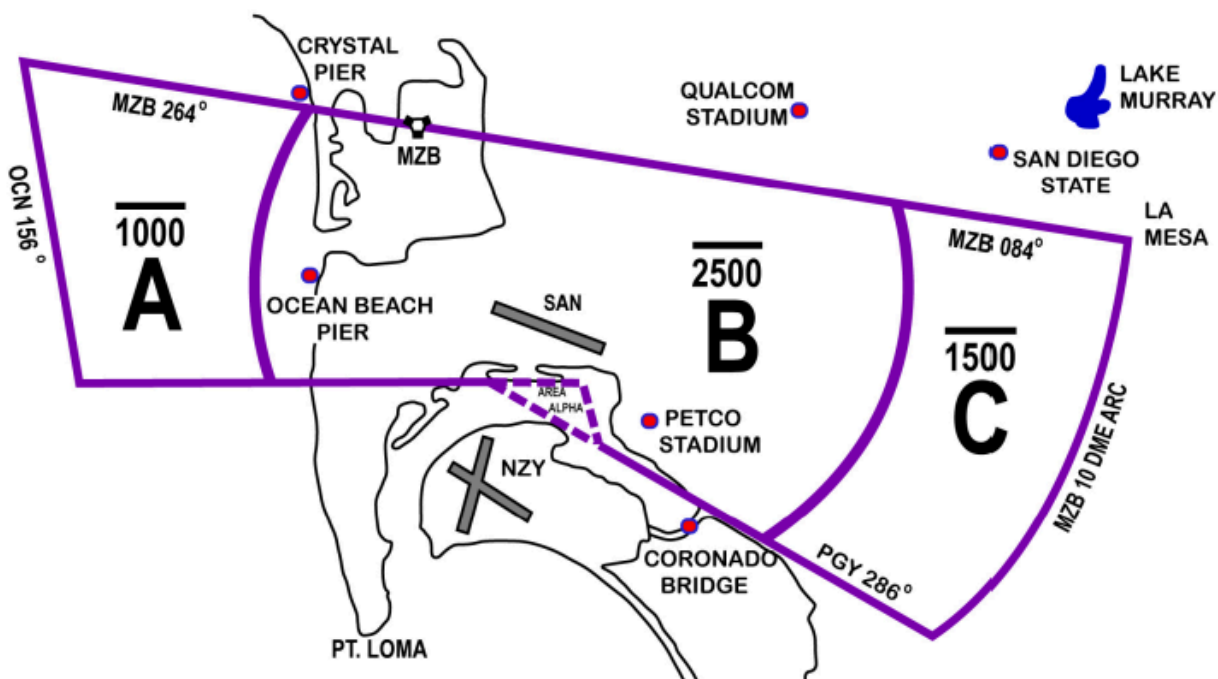 CRYSTAL
PIER
MZB 264°
MZB
QUALCOM
STADIUM
LAKE
MURRAY
SAN DIEGO
STATE
LA
MESA
OCN 156°
1000
A
OCEAN BEACH
PIER
SAN
2500
B
MZB 084°
1500
C
AREA
ALPHA
PETCO
STADIUM
NZY
CORONADO
BRIDGE
MZB 10 DME ARC
PGY 286°
PT. LOMA